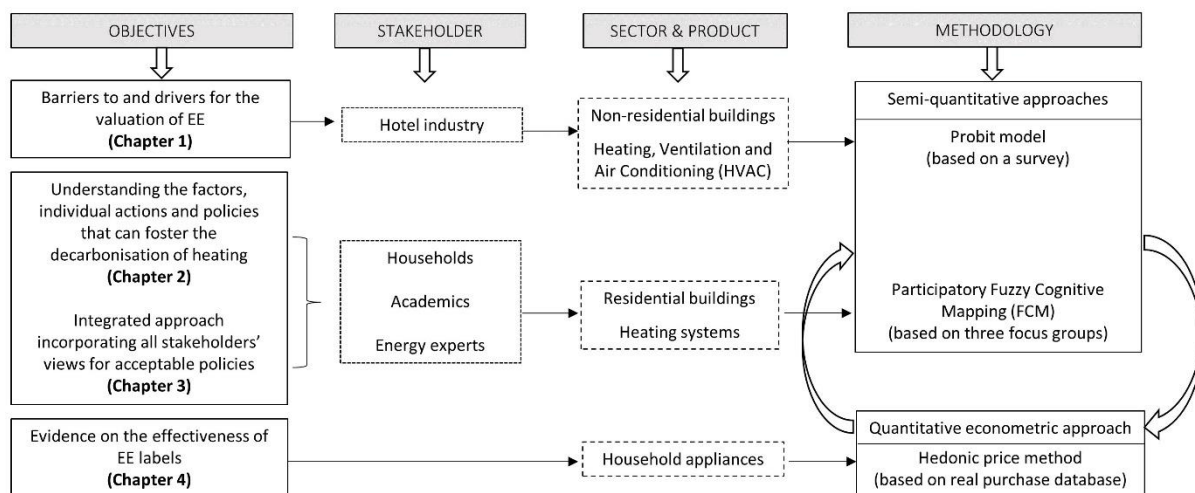 OBJECTIVES
STAKEHOLDER
SECTOR & PRODUCT
METHODOLOGY
Barriers to and drivers for the
valuation of EE
(Chapter 1)
Hotel industry
Non-residential buildings
Heating, Ventilation and
Air Conditioning (HVAC)
Semi-quantitative approaches
Probit model
(based on a survey)
Understanding the factors,
individual actions and policies
that can foster the
decarbonisation of heating
(Chapter 2)
Integrated approach
incorporating all stakeholders’
views for acceptable policies
(Chapter 3)
Households
Academics
Energy experts
Residential buildings
Heating systems
Participatory Fuzzy Cognitive
Mapping (FCM)
(based on three focus groups)
Evidence on the effectiveness of
EE labels
(Chapter 4)
Household appliances
Quantitative econometric approach
Hedonic price method
(based on real purchase database)